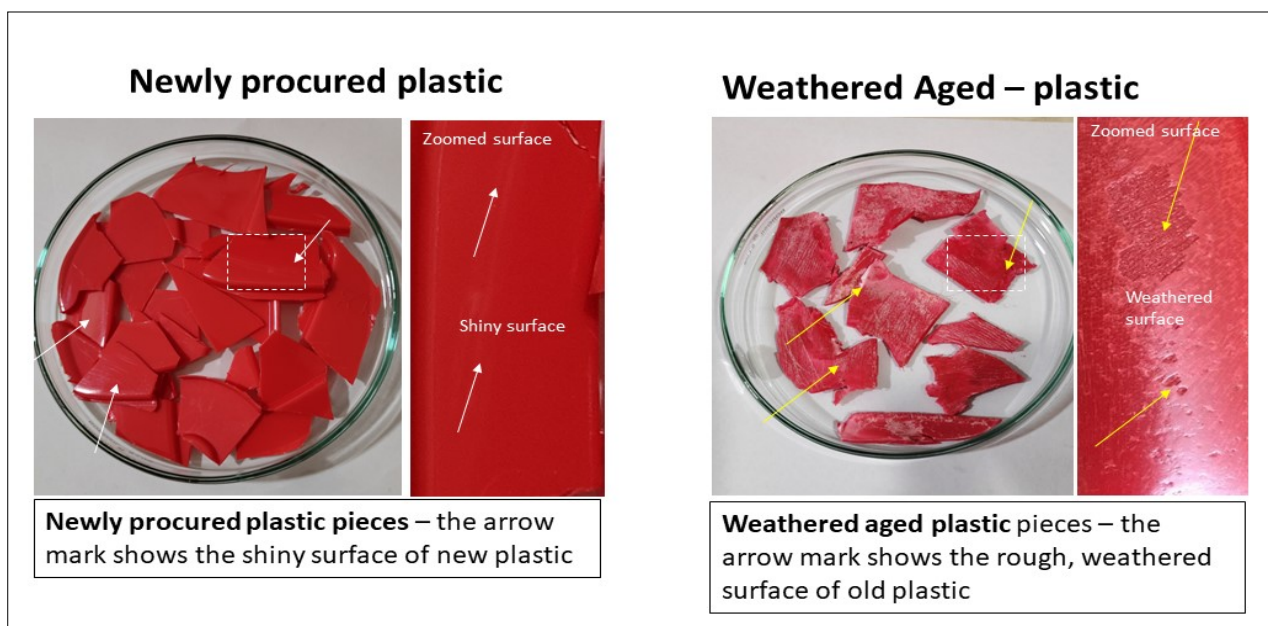 Newly procured plastic
Weathered Aged – plastic
Zoomed surface
Shiny surface
Zoomed surface
Weathered
surface
Newly procured plastic pieces – the arrow
mark shows the shiny surface of new plastic
Weathered aged plastic pieces – the
arrow mark shows the rough, weathered
surface of old plastic